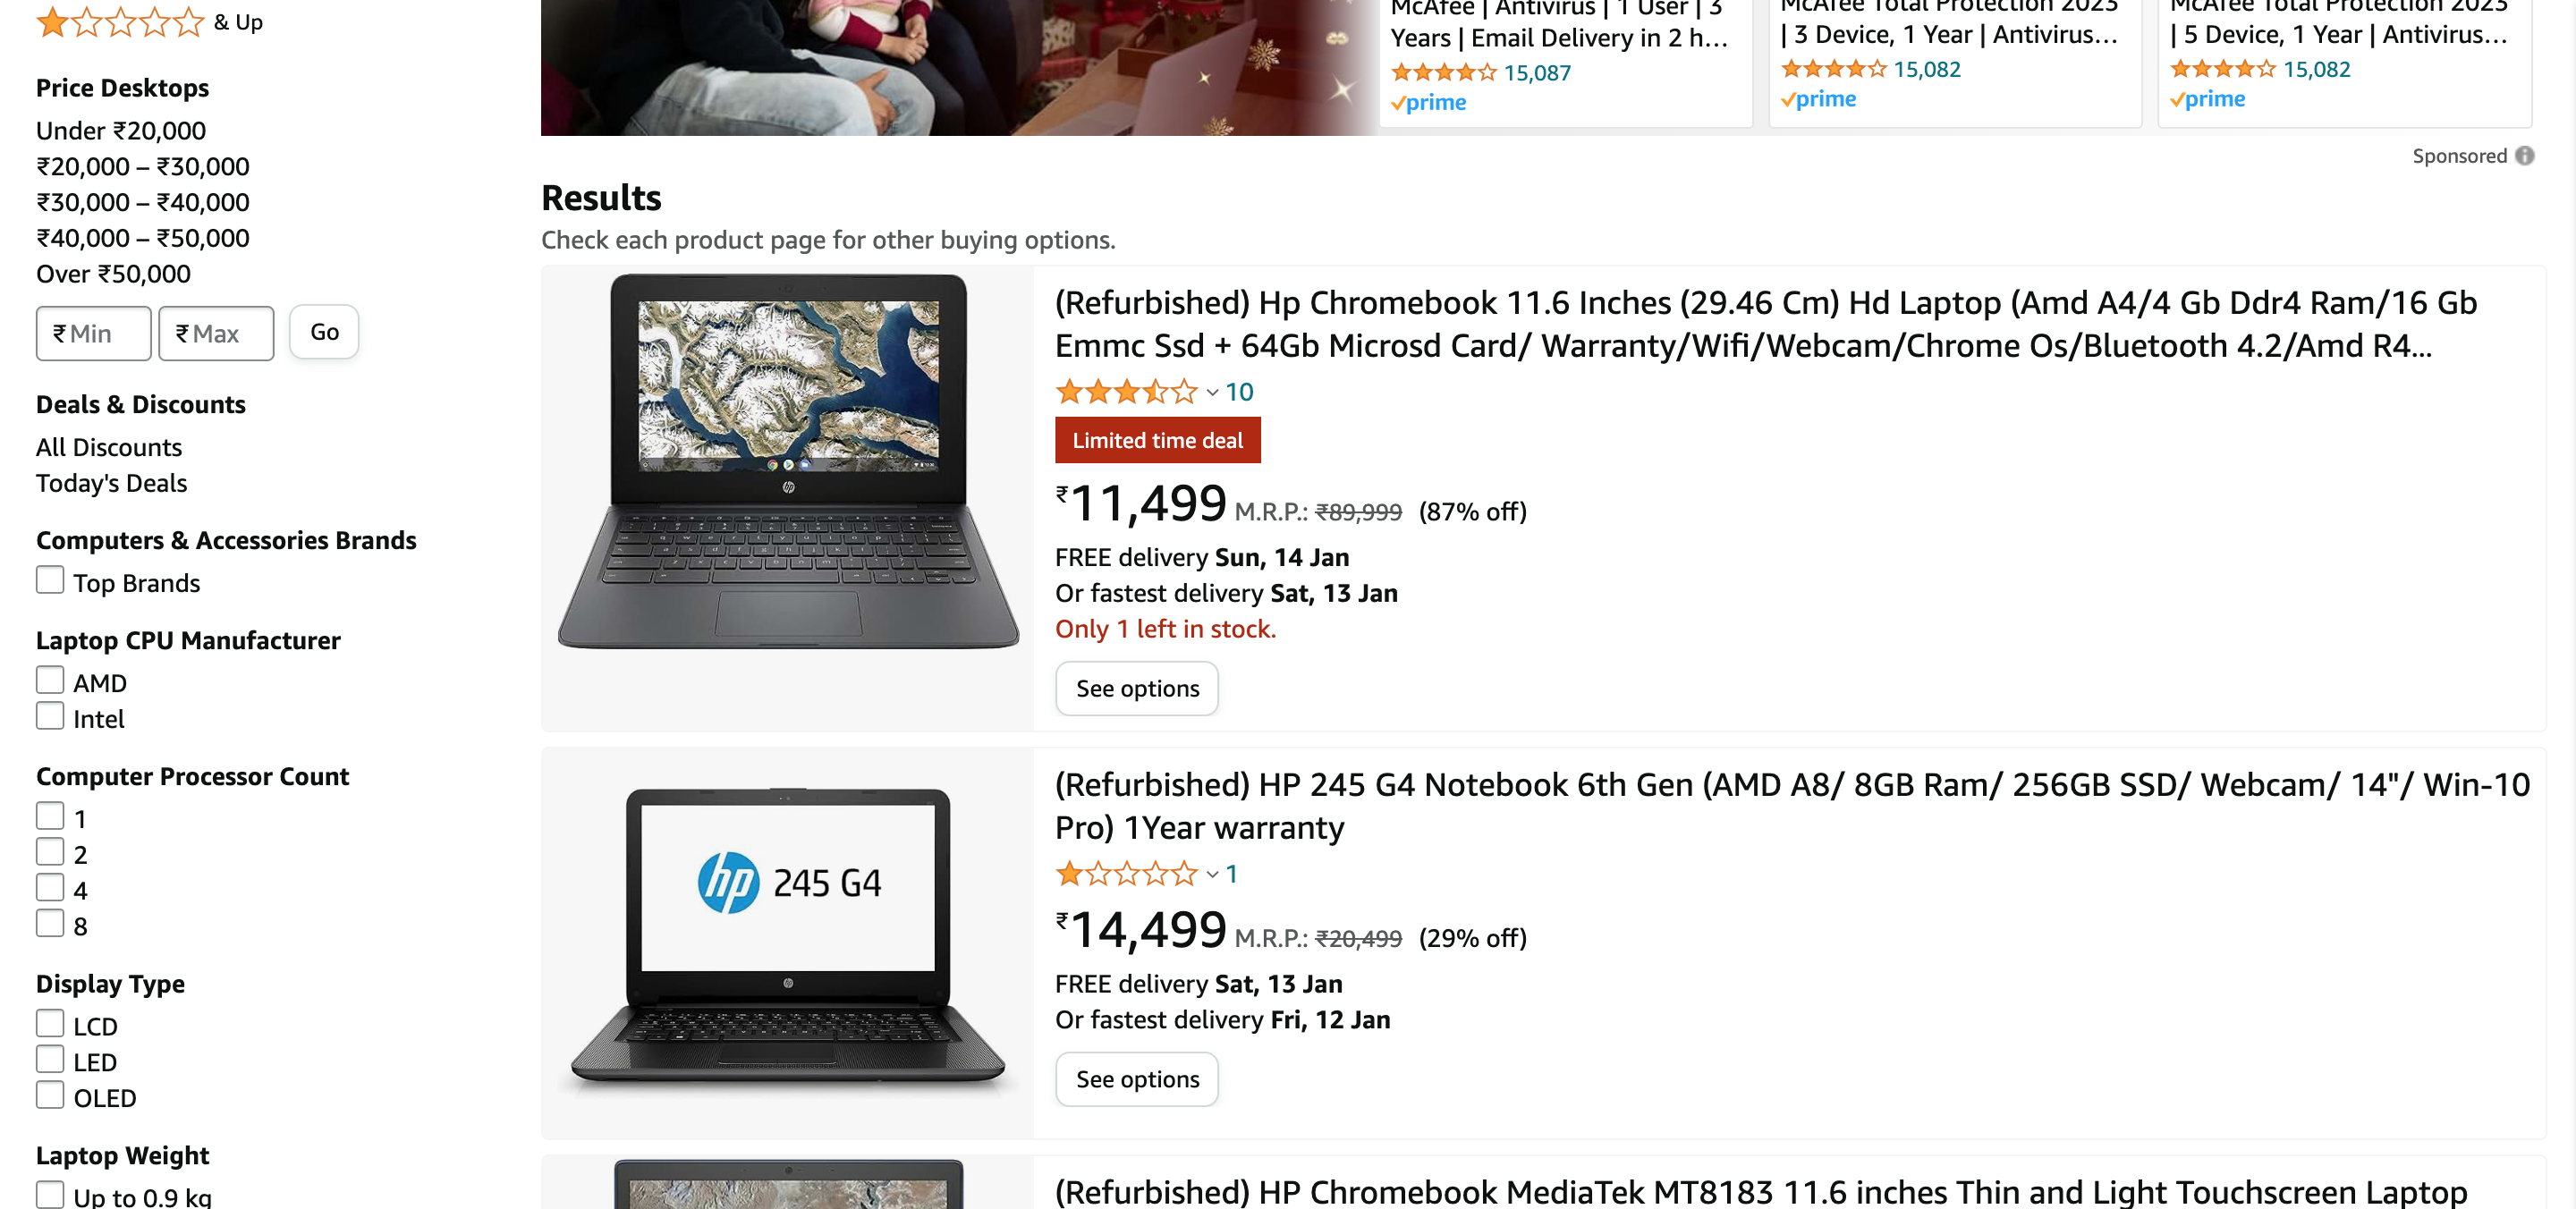 & Up
Price Desktops
Under ₹20,000
₹20,000 – ₹30,000
₹30,000 – ₹40,000
₹40,000 – ₹50,000
Over ₹50,000
₹ Min ₹ Max Go
Deals & Discounts
All Discounts
Today's Deals
Computers & Accessories Brands
Top Brands
Laptop CPU Manufacturer
AMD
Intel
Computer Processor Count
1
2
4
8
Display Type
LCD
LED
OLED
Laptop Weight
Up to 0.9 kg
McAfee | Antivirus | 1 User | 3
Years | Email Delivery in 2 h...
15,087
prime
McAfee Total Protection 2023
| 3 Device, 1 Year | Antivirus...
15,082
prime
McAfee Total Protection 2023
| 5 Device, 1 Year | Antivirus...
15,082
prime
Sponsored
Results
Check each product page for other buying options.
hp
(Refurbished) Hp Chromebook 11.6 Inches (29.46 Cm) Hd Laptop (Amd A4/4 Gb Ddr4 Ram/16 Gb
Emmc Ssd + 64Gb Microsd Card/ Warranty/Wifi/Webcam/Chrome Os/Bluetooth 4.2/Amd R4...
10
Limited time deal
₹11,499 M.R.P.: ₹89,999 (87% off)
FREE delivery Sun, 14 Jan
Or fastest delivery Sat, 13 Jan
Only 1 left in stock.
See options
hp 245 G4
hp
(Refurbished) HP 245 G4 Notebook 6th Gen (AMD A8/ 8GB Ram/ 256GB SSD/ Webcam/ 14"/ Win-10
Pro) 1Year warranty
1
₹14,499 M.R.P.: ₹20,499 (29% off)
FREE delivery Sat, 13 Jan
Or fastest delivery Fri, 12 Jan
See options
(Refurbished) HP Chromebook MediaTek MT8183 11.6 inches Thin and Light Touchscreen Laptop